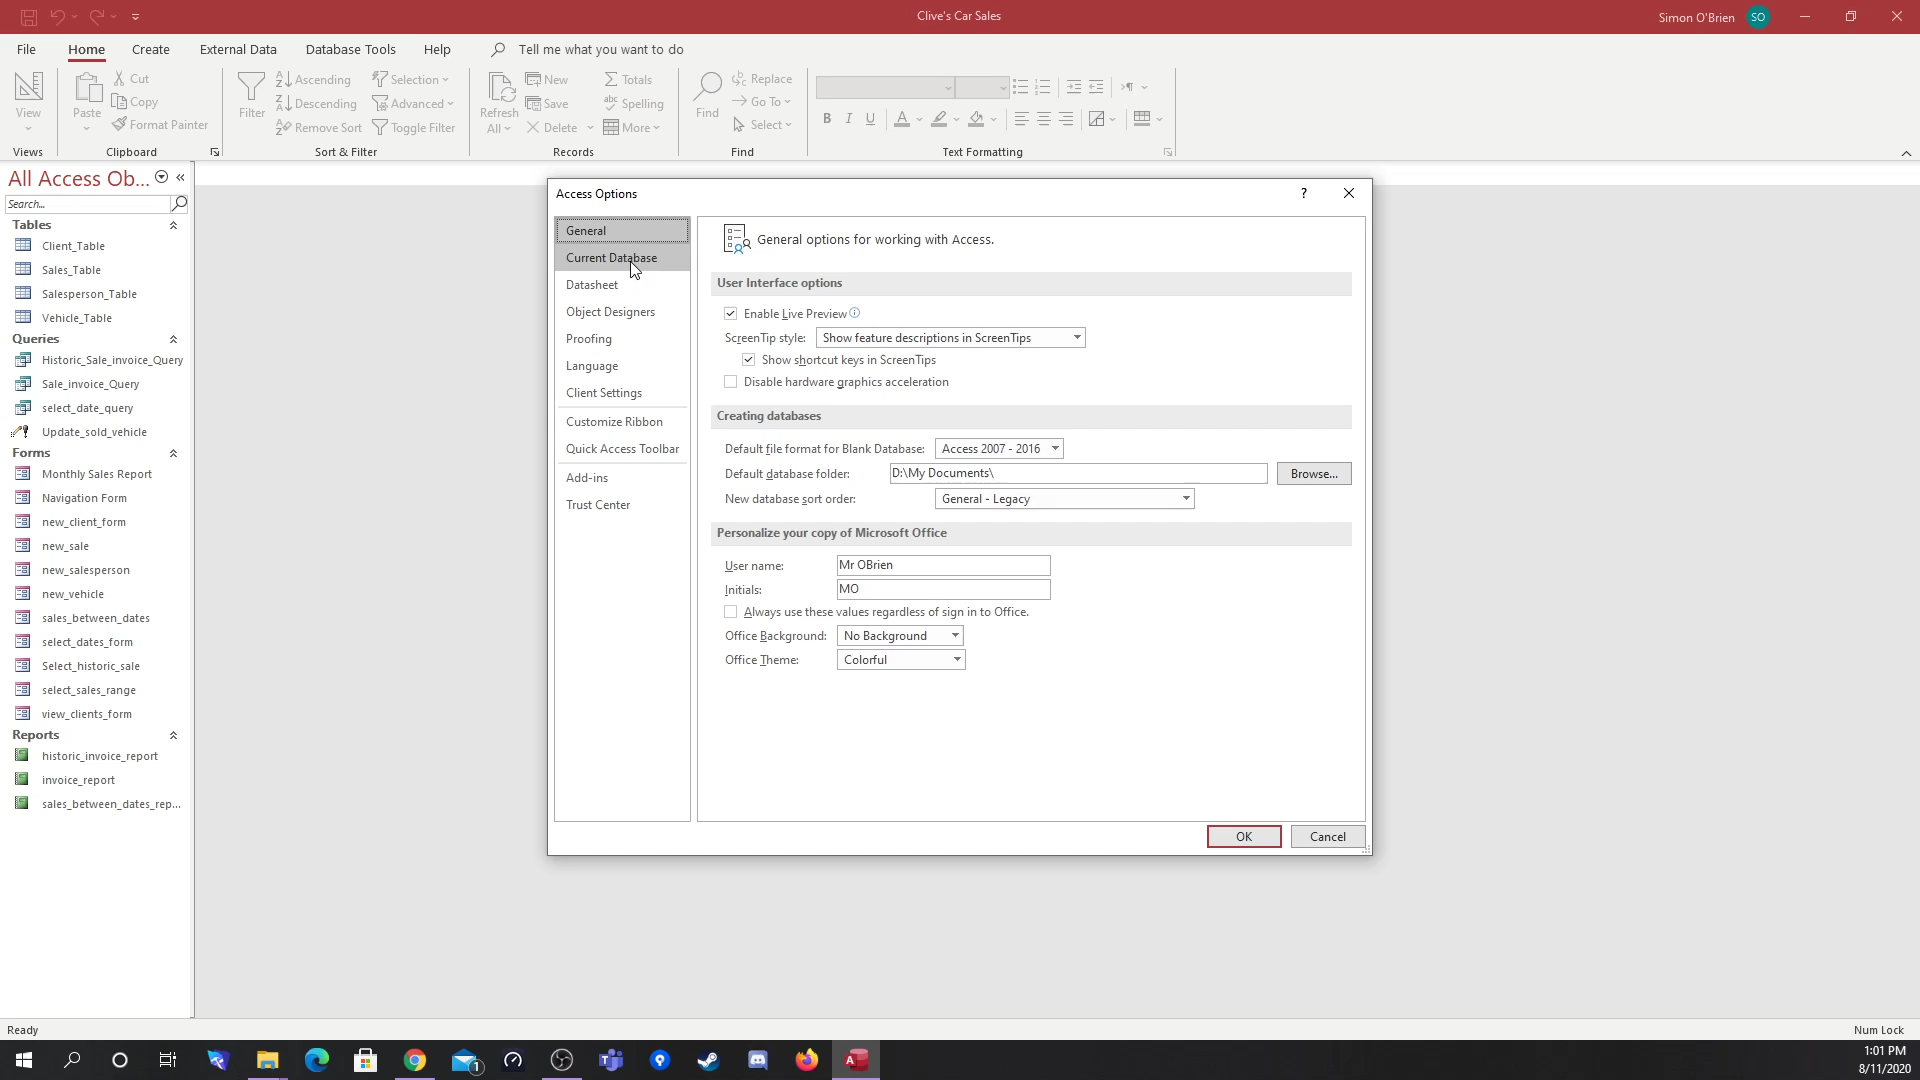 Clive's Car Sales
Simon O'Brien SO
File Home Create External Data Database Tools Help Tell me what you want to do
View
Views
Paste
Cut
Copy
Format Painter
Clipboard
Filter
Ascending
Descending
Remove Sort
Selection
Advanced
Toggle Filter
Sort & Filter
Refresh
All
New
Save
Delete
Totals
Spelling
More
Records
Find
Replace
Go To
Select
Find
B I U A
Text Formatting
All Access Ob...
Search...
Tables
Client_Table
Sales_Table
Salesperson_Table
Vehicle_Table
Queries
Historic_Sale_invoice_Query
Sale_invoice_Query
select_date_query
Update_sold_vehicle
Forms
Monthly Sales Report
Navigation Form
new_client_form
new_sale
new_salesperson
new_vehicle
sales_between_dates
select_dates_form
Select_historic_sale
select_sales_range
view_clients_form
Reports
historic_invoice_report
invoice_report
sales_between_dates_rep...
Access Options ?
General
Current Database
Datasheet
Object Designers
Proofing
Language
Client Settings
Customize Ribbon
Quick Access Toolbar
Add-ins
Trust Center
General options for working with Access.
User Interface options
Enable Live Preview
ScreenTip style: Show feature descriptions in ScreenTips
Show shortcut keys in ScreenTips
Disable hardware graphics acceleration
Creating databases
Default file format for Blank Database: Access 2007 - 2016
Default database folder: D:\My Documents\ Browse...
New database sort order: General - Legacy
Personalize your copy of Microsoft Office
User name: Mr OBrien
Initials: MO
Always use these values regardless of sign in to Office.
Office Background: No Background
Office Theme: Colorful
OK Cancel
Ready Num Lock
1
1:01 PM
8/11/2020